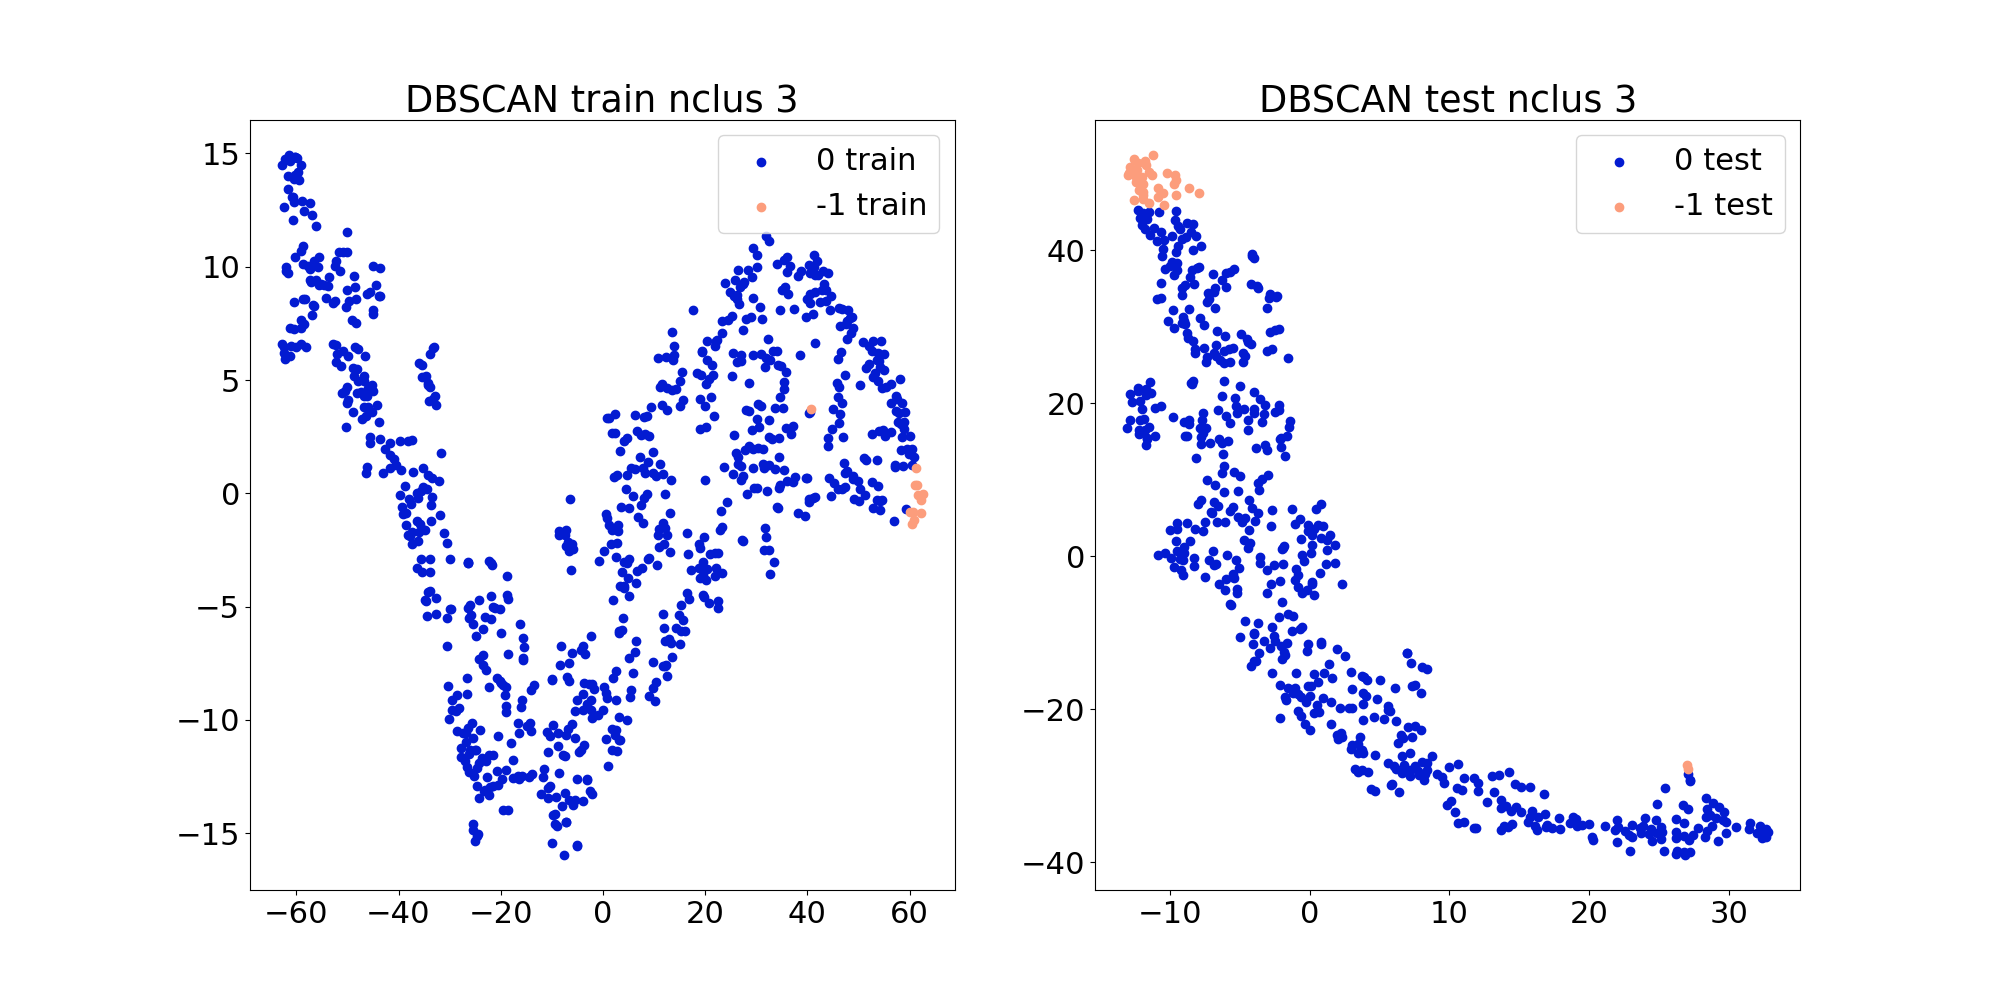 DBSCAN train nclus 3
0 train
-1 train
15
10
5
0
−5
−10
−15
−60 −40 −20 0 20 40 60
DBSCAN test nclus 3
0 test
-1 test
40
20
0
−20
−40
−10 0 10 20 30